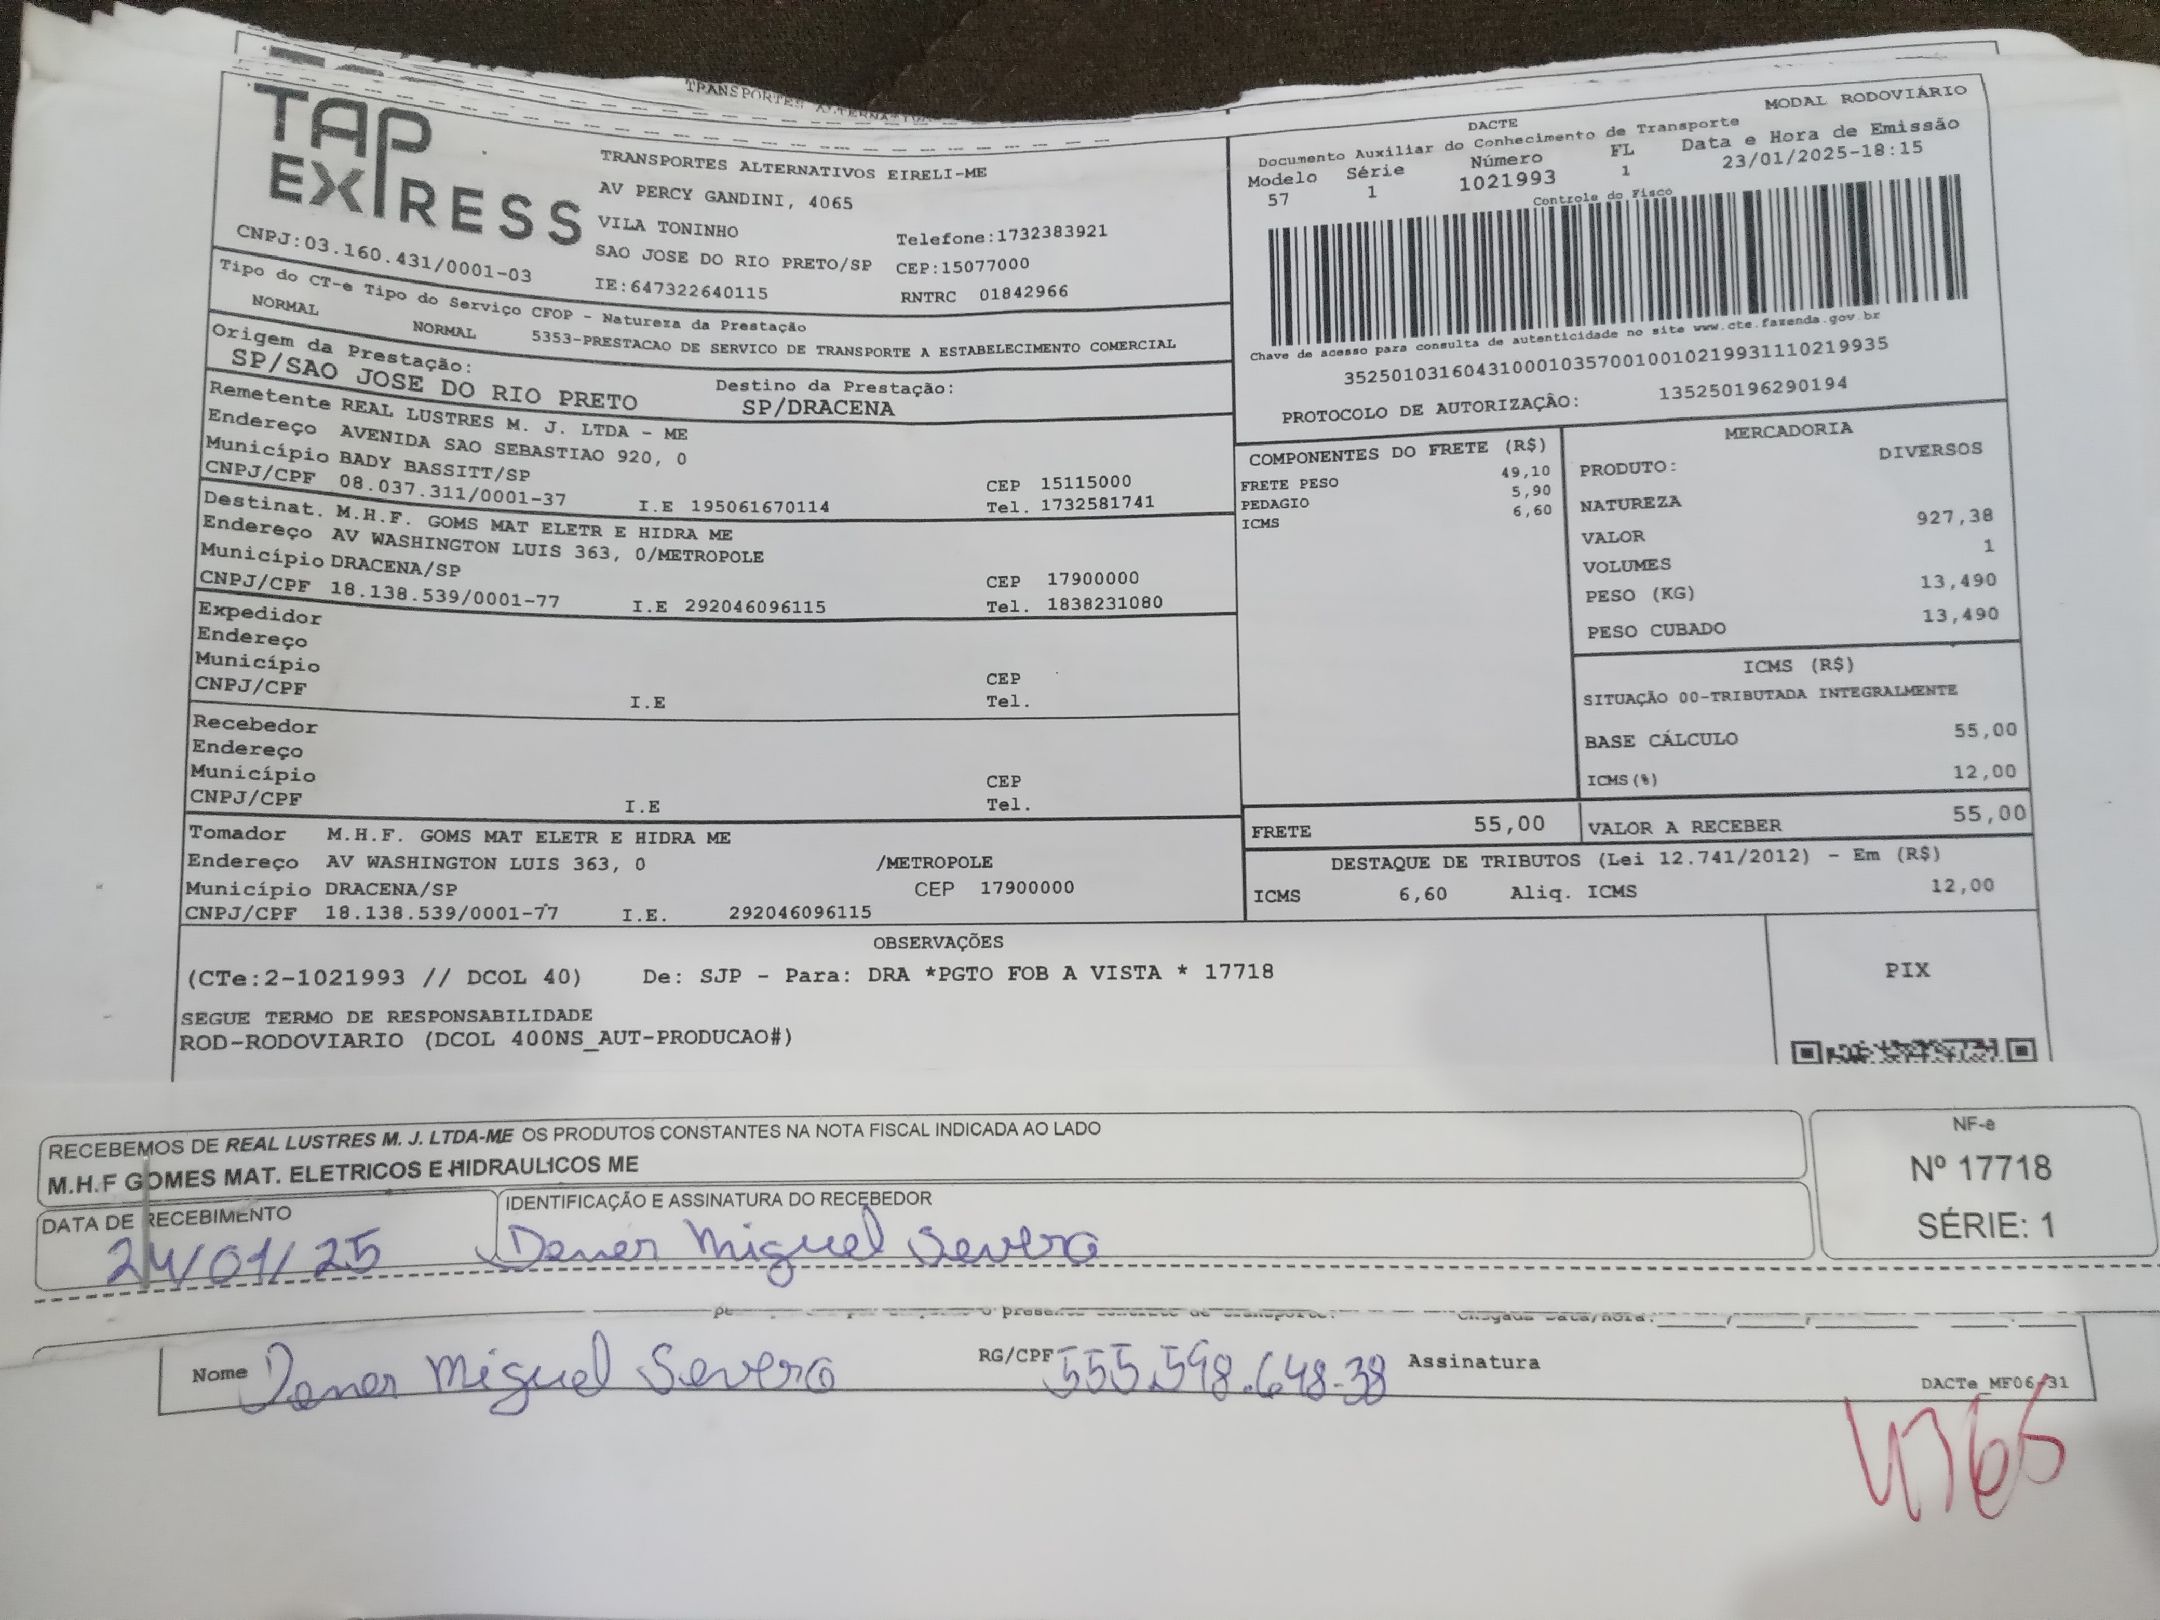 TAP
EXPRESS
CNPJ:03.160.431/0001-03
TRANSPORTES ALTERNATIVOS EIRELI-ME
AV PERCY GANDINI, 4065
VILA TONINHO
SAO JOSE DO RIO PRETO/SP
IE:647322640115
Telefone:1732383921
CEP:15077000
RNTRC 01842966
MODAL RODOVIÁRIO
DACTE
Documento Auxiliar do Conhecimento de Transporte
Modelo Série Número FL Data e Hora de Emissão
57 1 1021993 1 23/01/2025-18:15
Controle do Fisco
Chave de acesso para consulta de autenticidade no site www.cte.fazenda.gov.br
35250103160431000103570010010219931110219935
PROTOCOLO DE AUTORIZAÇÃO: 135250196290194
Tipo do CT-e Tipo do Serviço CFOP - Natureza da Prestação
NORMAL NORMAL 5353-PRESTACAO DE SERVICO DE TRANSPORTE A ESTABELECIMENTO COMERCIAL
Origem da Prestação: Destino da Prestação:
SP/SAO JOSE DO RIO PRETO SP/DRACENA
Remetente REAL LUSTRES M. J. LTDA - ME
Endereço AVENIDA SAO SEBASTIAO 920, 0
Município BADY BASSITT/SP CEP 15115000
CNPJ/CPF 08.037.311/0001-37 I.E 195061670114 Tel. 1732581741
Destinat. M.H.F. GOMS MAT ELETR E HIDRA ME
Endereço AV WASHINGTON LUIS 363, 0/METROPOLE
Município DRACENA/SP CEP 17900000
CNPJ/CPF 18.138.539/0001-77 I.E 292046096115 Tel. 1838231080
Expedidor
Endereço
Município CEP
CNPJ/CPF I.E Tel.
Recebedor
Endereço
Município CEP
CNPJ/CPF I.E Tel.
Tomador M.H.F. GOMS MAT ELETR E HIDRA ME
Endereço AV WASHINGTON LUIS 363, 0 /METROPOLE
Município DRACENA/SP CEP 17900000
CNPJ/CPF 18.138.539/0001-77 I.E. 292046096115
COMPONENTES DO FRETE (R$)
FRETE PESO 49,10
PEDAGIO 5,90
ICMS 6,60
MERCADORIA
PRODUTO: DIVERSOS
NATUREZA
VALOR 927,38
VOLUMES 1
PESO (KG) 13,490
PESO CUBADO 13,490
ICMS (R$)
SITUAÇÃO 00-TRIBUTADA INTEGRALMENTE
BASE CÁLCULO 55,00
ICMS(%) 12,00
FRETE 55,00 VALOR A RECEBER 55,00
DESTAQUE DE TRIBUTOS (Lei 12.741/2012) - Em (R$)
ICMS 6,60 Aliq. ICMS 12,00
OBSERVAÇÕES
(CTe:2-1021993 // DCOL 40) De: SJP - Para: DRA *PGTO FOB A VISTA * 17718
SEGUE TERMO DE RESPONSABILIDADE
ROD-RODOVIARIO (DCOL 400NS_AUT-PRODUCAO#)
PIX
RECEBEMOS DE REAL LUSTRES M. J. LTDA-ME OS PRODUTOS CONSTANTES NA NOTA FISCAL INDICADA AO LADO
M.H.F GOMES MAT. ELETRICOS E HIDRAULICOS ME
DATA DE RECEBIMENTO IDENTIFICAÇÃO E ASSINATURA DO RECEBEDOR
24/01/25 Dener Miguel Severo
NF-e
Nº 17718
SÉRIE: 1
Nome Dener Miguel Severo RG/CPF 555.598.648-38 Assinatura
DACTe_MF06-31